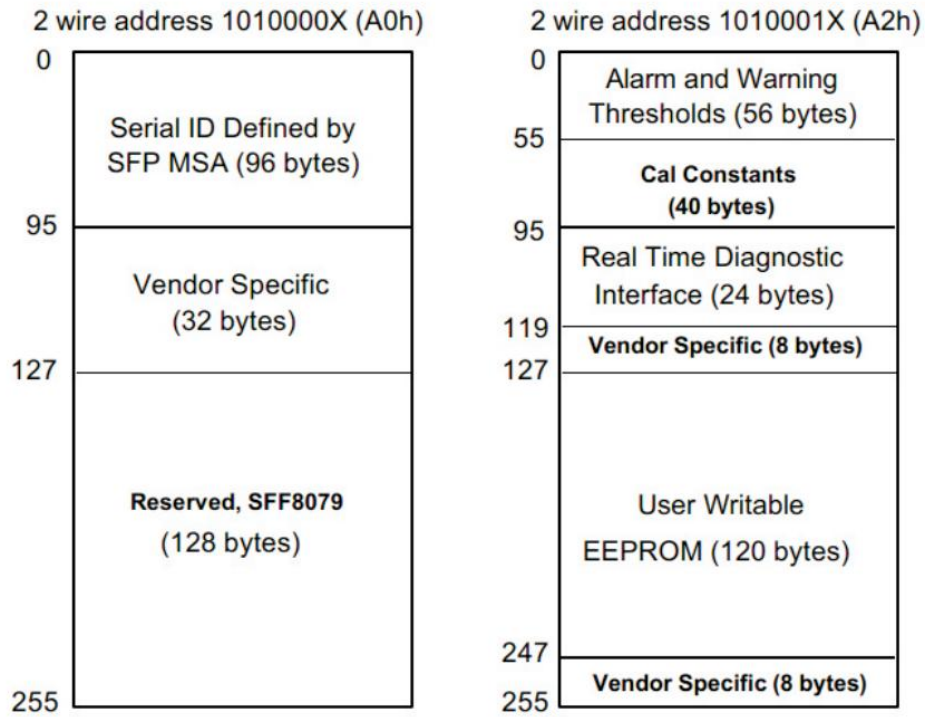 2 wire address 1010000X (A0h)
0
Serial ID Defined by
SFP MSA (96 bytes)
95
Vendor Specific
(32 bytes)
127
Reserved, SFF8079
(128 bytes)
255
2 wire address 1010001X (A2h)
0
Alarm and Warning
Thresholds (56 bytes)
55
Cal Constants
(40 bytes)
95
Real Time Diagnostic
Interface (24 bytes)
119
Vendor Specific (8 bytes)
127
User Writable
EEPROM (120 bytes)
247
Vendor Specific (8 bytes)
255